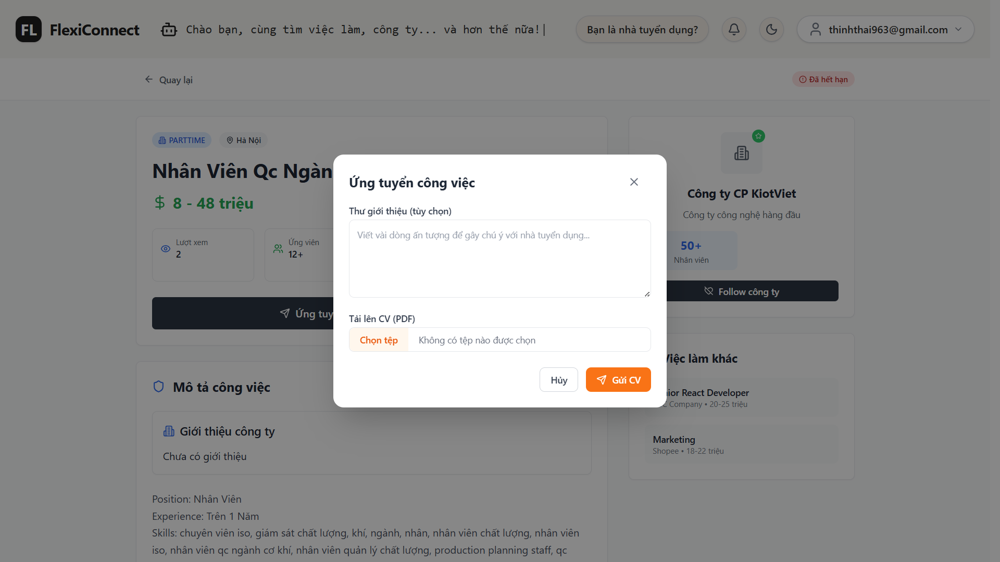 FL FlexiConnect
Chào bạn, cùng tìm việc làm, công ty... và hơn thế nữa!|
Bạn là nhà tuyển dụng?
thinhthai963@gmail.com
Quay lại
Đã hết hạn
PARTTIME
Hà Nội
Nhân Viên Qc Ngàn
8 - 48 triệu
Lượt xem
2
Ứng viên
12+
Ứng tuy
Ứng tuyển công việc
Thư giới thiệu (tùy chọn)
Viết vài dòng ấn tượng để gây chú ý với nhà tuyển dụng...
Tải lên CV (PDF)
Chọn tệp
Không có tệp nào được chọn
Hủy
Gửi CV
Công ty CP KiotViet
Công ty công nghệ hàng đầu
50+
Nhân viên
Follow công ty
Việc làm khác
ior React Developer
C Company • 20-25 triệu
Marketing
Shopee • 18-22 triệu
Mô tả công việc
Giới thiệu công ty
Chưa có giới thiệu
Position: Nhân Viên
Experience: Trên 1 Năm
Skills: chuyên viên iso, giám sát chất lượng, khí, ngành, nhân, nhân viên chất lượng, nhân viên
iso, nhân viên qc ngành cơ khí, nhân viên quản lý chất lượng, production planning staff, qc